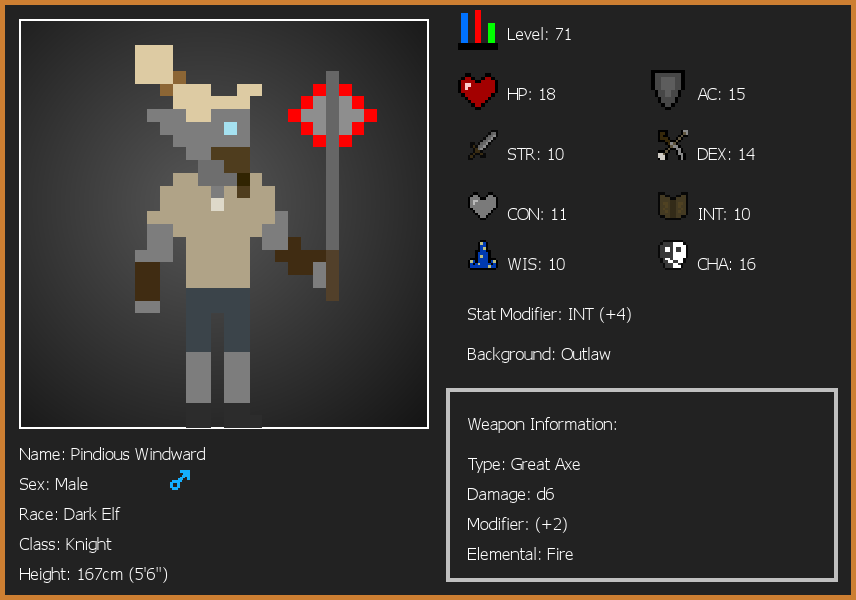 Level: 71
HP: 18
AC: 15
STR: 10
DEX: 14
CON: 11
INT: 10
WIS: 10
CHA: 16
Stat Modifier: INT (+4)
Background: Outlaw
Weapon Information:
Type: Great Axe
Damage: d6
Modifier: (+2)
Elemental: Fire
Name: Pindious Windward
Sex: Male
Race: Dark Elf
Class: Knight
Height: 167cm (5'6")